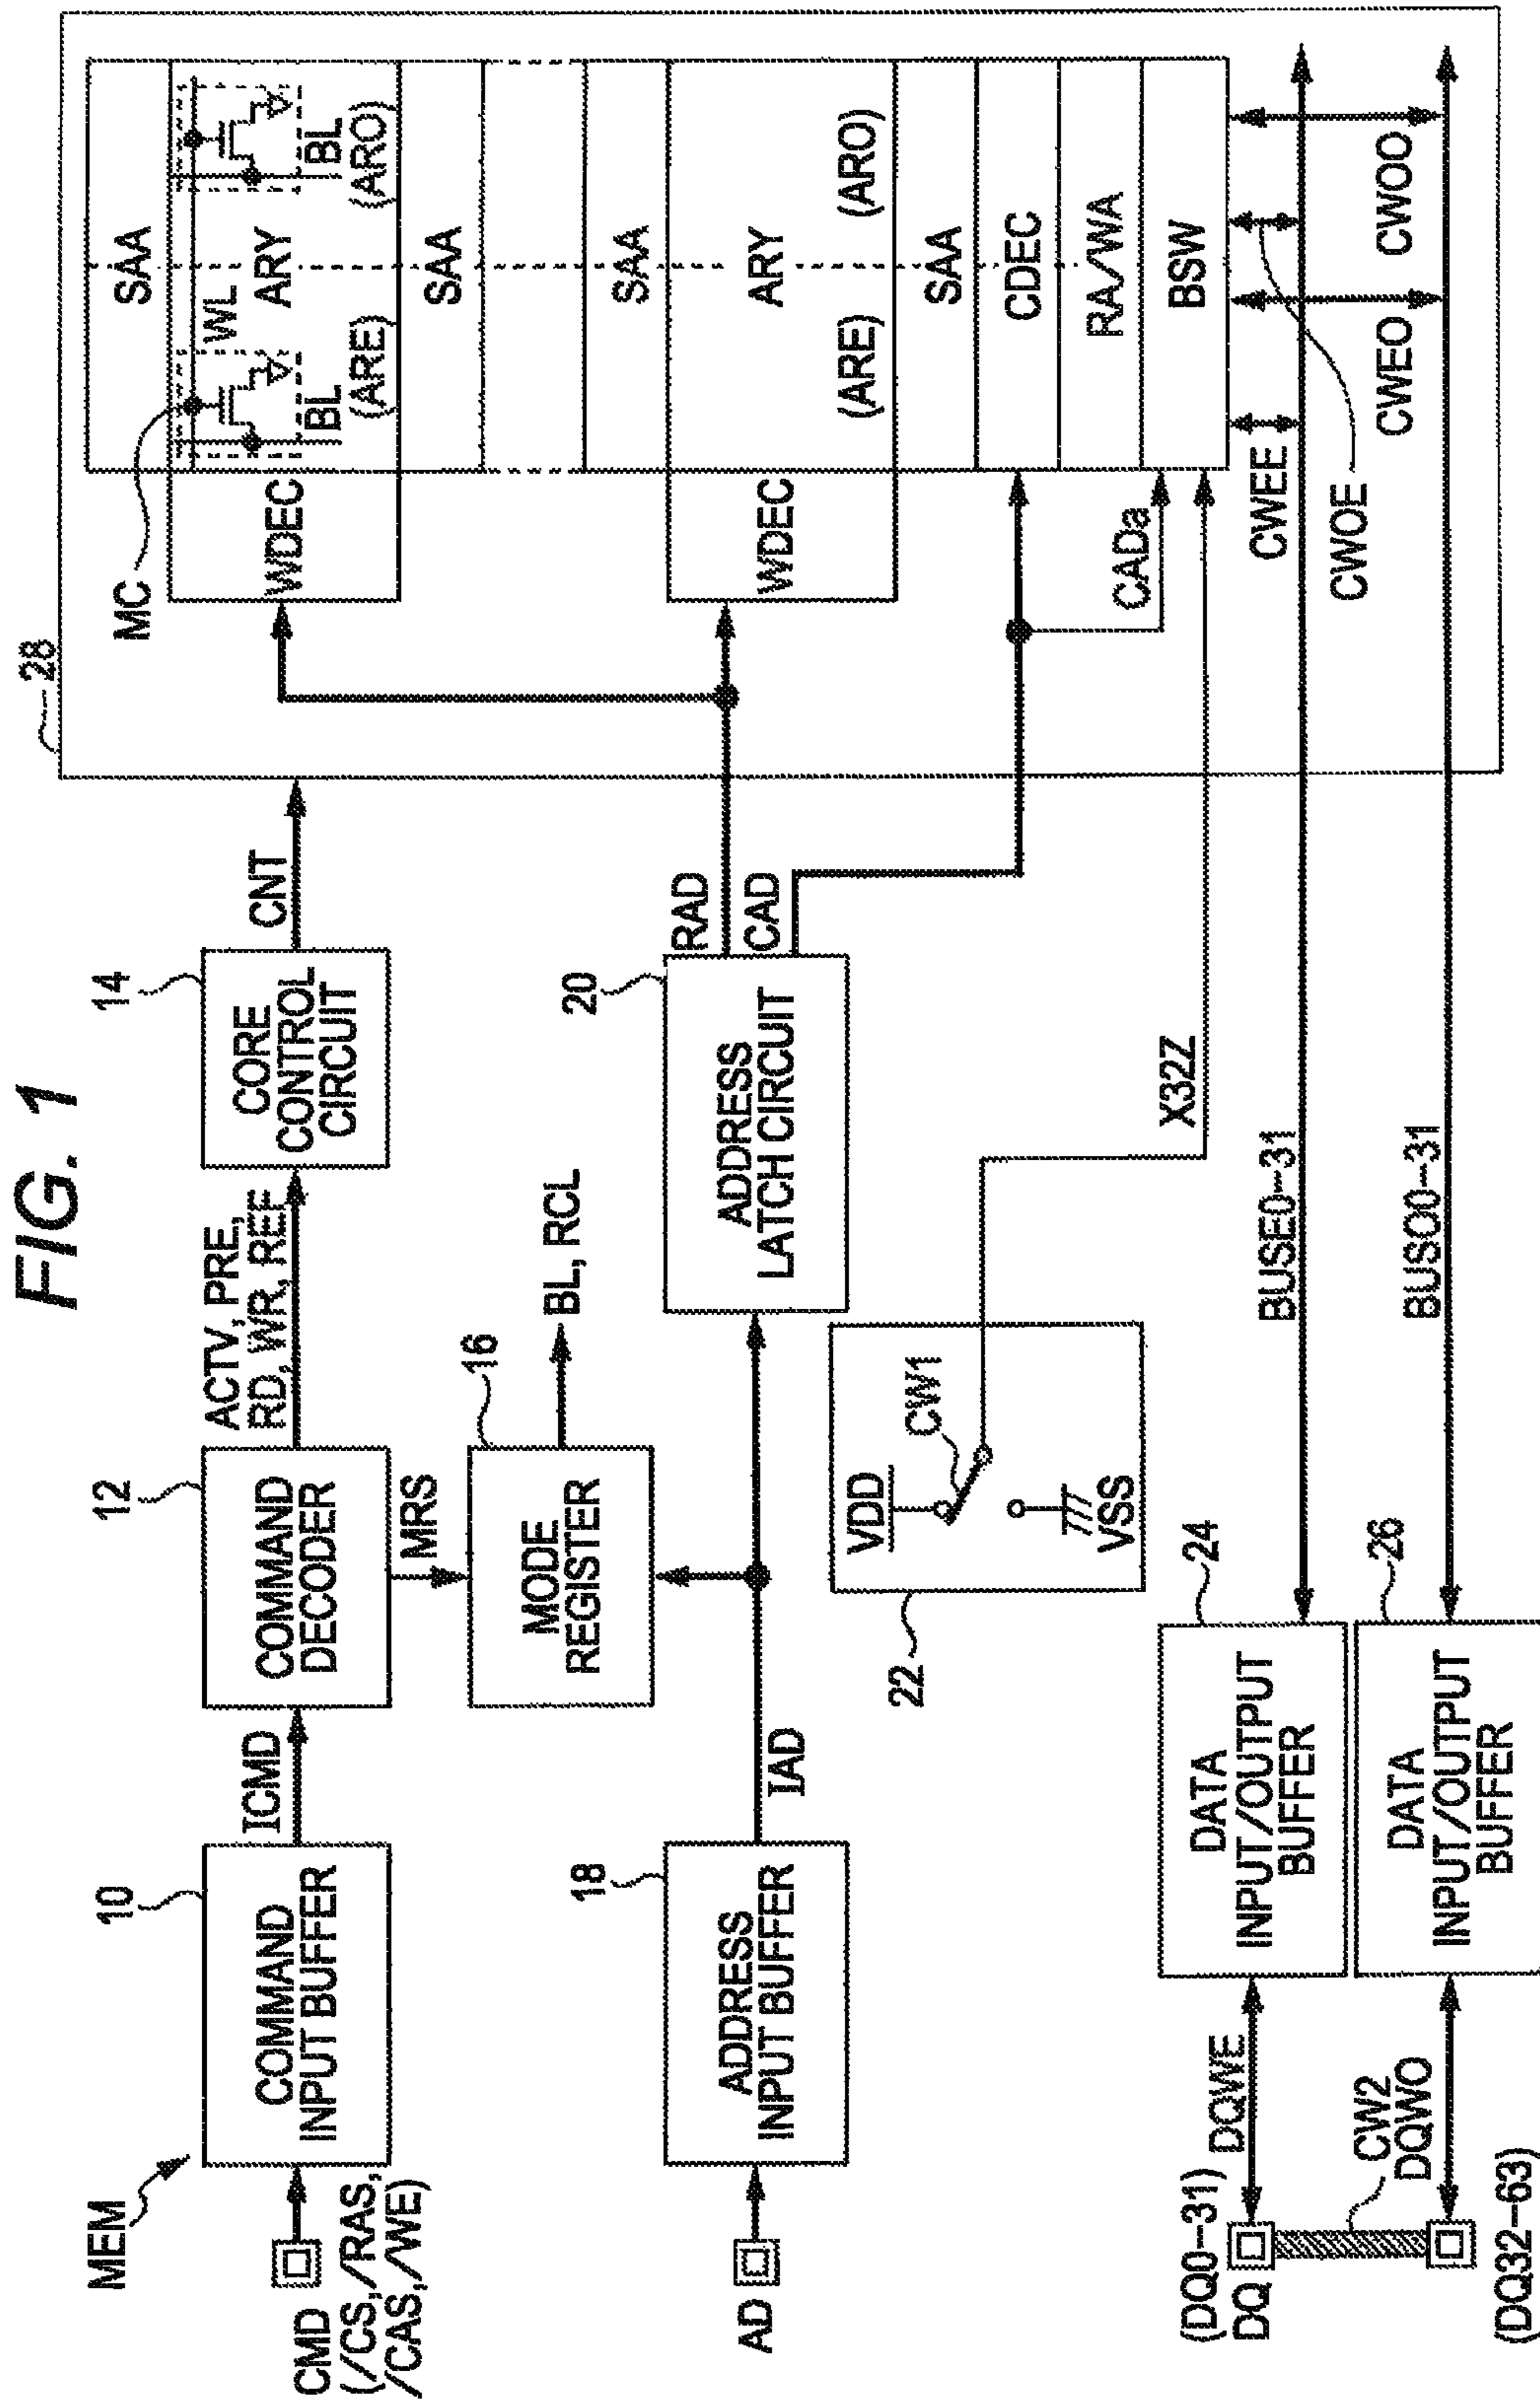 FIG. 1
MEM
CMD
(/CS,/RAS,
/CAS,/WE)
10
COMMAND
INPUT BUFFER
ICMD
12
COMMAND
DECODER
ACTV, PRE,
RD, WR, REF
14
CORE
CONTROL
CIRCUIT
CNT
28
MRS
16
MODE
REGISTER
BL, RCL
AD
18
ADDRESS
INPUT BUFFER
IAD
20
ADDRESS
LATCH CIRCUIT
RAD
CAD
22
VDD
CW1
VSS
X32Z
(DQ0-31)
DQ
DQWE
24
DATA
INPUT/OUTPUT
BUFFER
BUSE0-31
CW2
DQWO
(DQ32-63)
26
DATA
INPUT/OUTPUT
BUFFER
BUSO0-31
MC
SAA
WDEC
WL
BL
(ARE)
ARY
BL
(ARO)
SAA
SAA
WDEC
(ARE)
ARY
(ARO)
SAA
CDEC
RA/WA
CADa
BSW
CWEE
CWOE
CWEO
CWOO